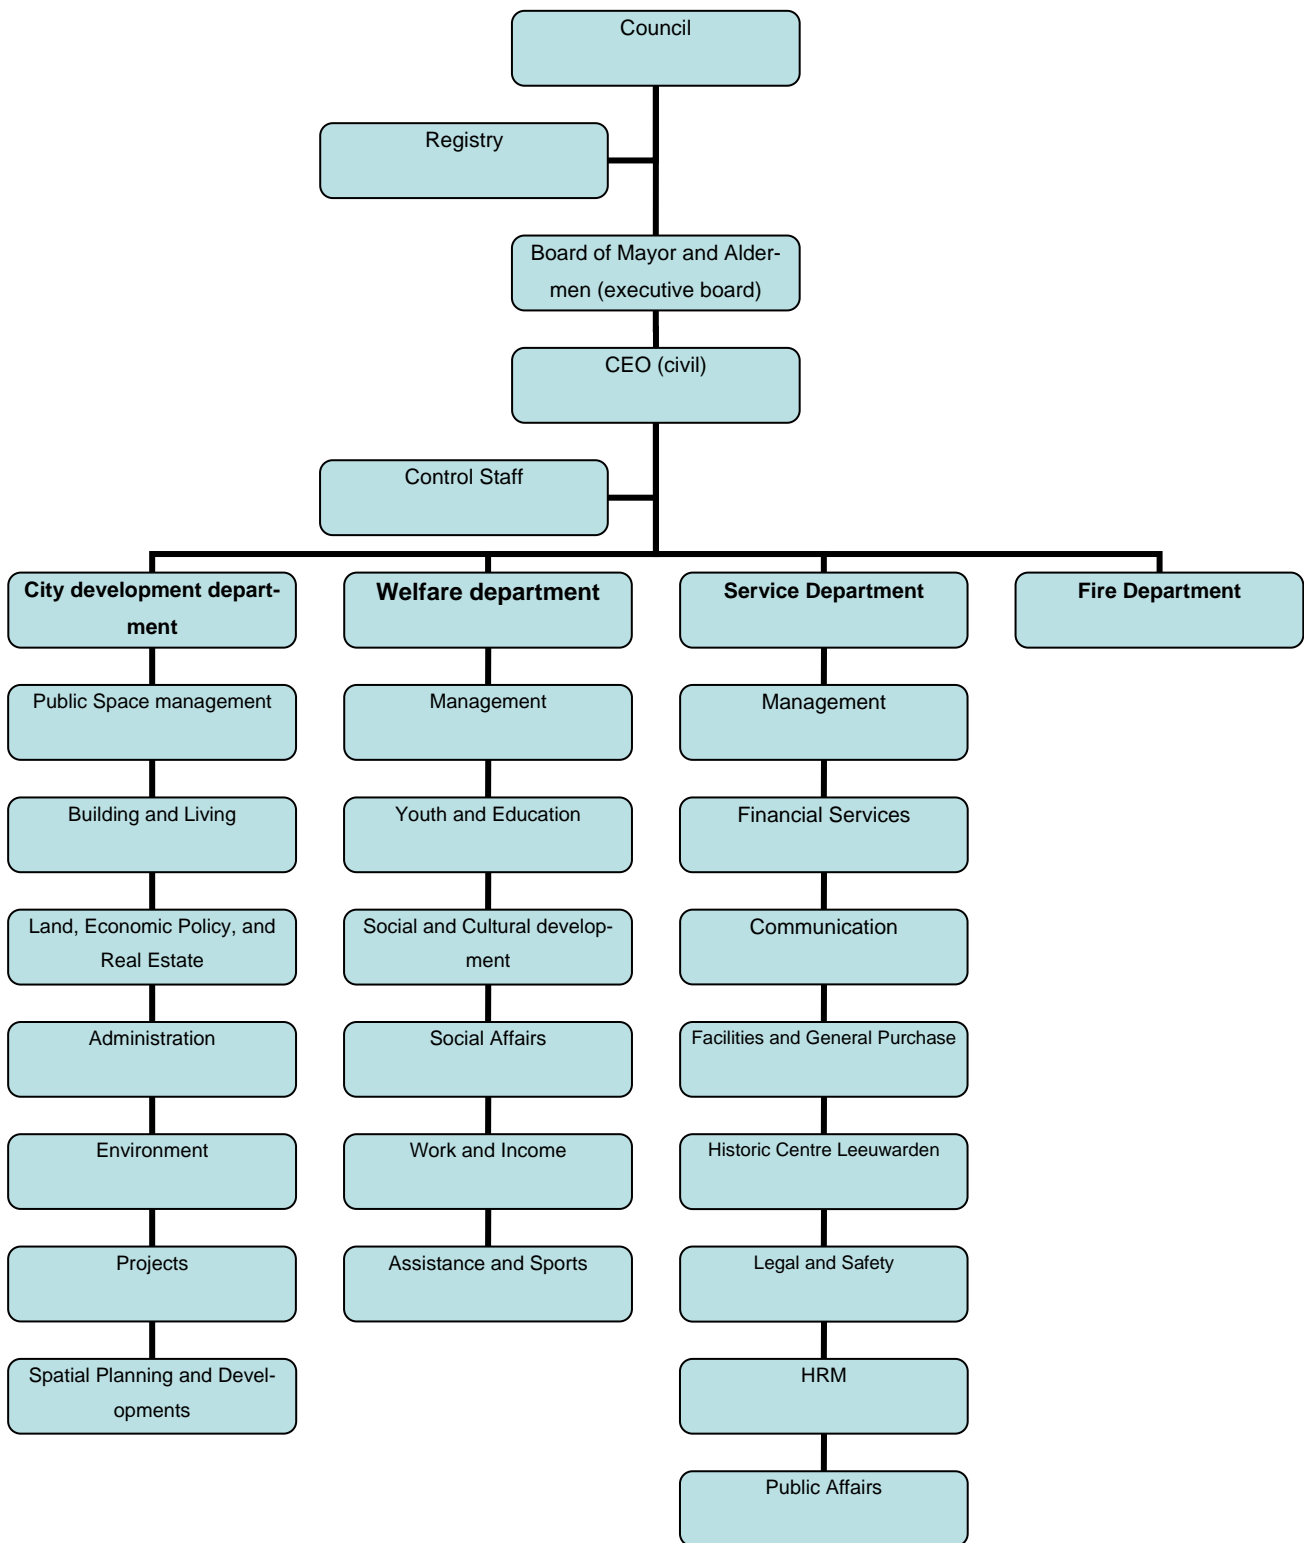 Council
Registry
Board of Mayor and Alder-
men (executive board)
CEO (civil)
Control Staff
City development depart-
ment
Public Space management
Building and Living
Land, Economic Policy, and
Real Estate
Administration
Environment
Projects
Spatial Planning and Devel-
opments
Welfare department
Management
Youth and Education
Social and Cultural develop-
ment
Social Affairs
Work and Income
Assistance and Sports
Service Department
Management
Financial Services
Communication
Facilities and General Purchase
Historic Centre Leeuwarden
Legal and Safety
HRM
Public Affairs
Fire Department